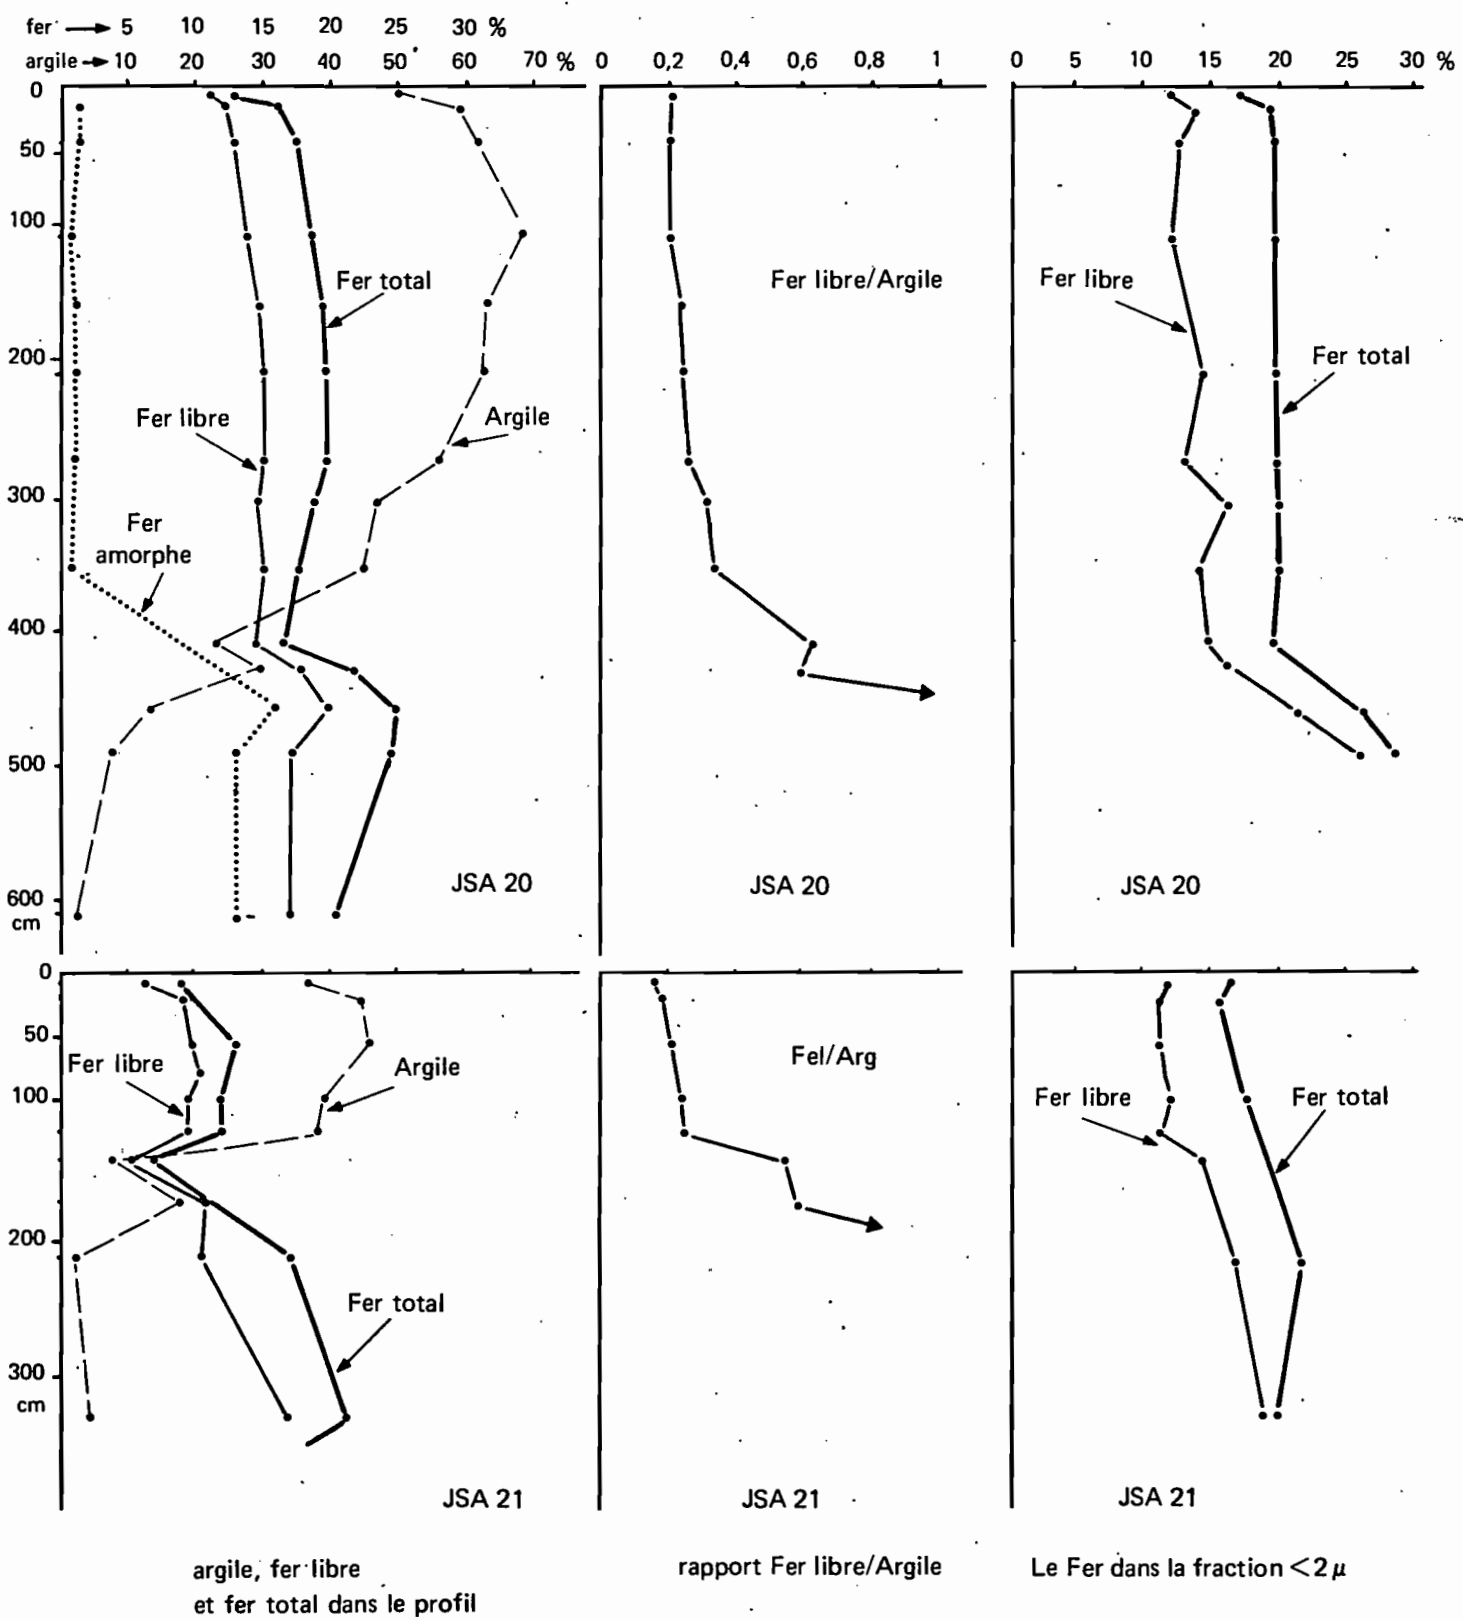 fer → 5 10 15 20 25 30 %
argile → 10 20 30 40 50 60 70 %
0 0,2 0,4 0,6 0,8 1
0 5 10 15 20 25 30 %
0
50
100
200
300
400
500
600
cm
Fer total
Fer libre
Argile
Fer
amorphe
JSA 20
Fer libre/Argile
JSA 20
Fer libre
Fer total
JSA 20
0
50
100
200
300
cm
Fer libre
Argile
Fer total
JSA 21
Fel/Arg
JSA 21
Fer libre
Fer total
JSA 21
argile, fer libre
et fer total dans le profil
rapport Fer libre/Argile
Le Fer dans la fraction <2 µ